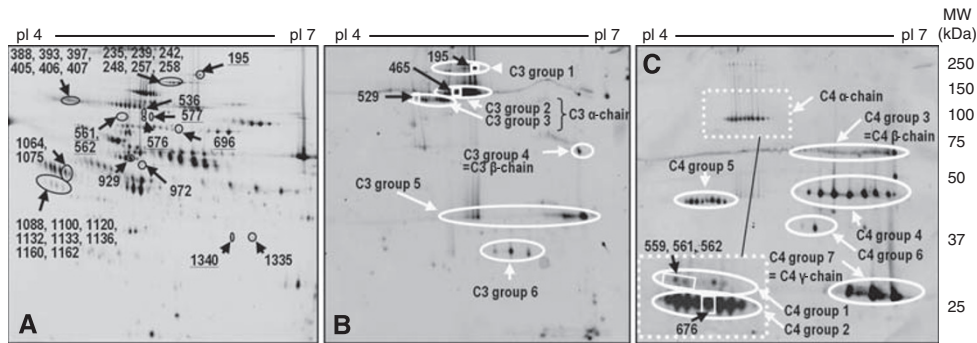 pI 4 pI 7
pI 4 pI 7
pI 4 pI 7
MW
(kDa)
388, 393, 397,
405, 406, 407
235, 239, 242,
248, 257, 258
195
536
577
561,
562
576
696
1064,
1075
929
972
1088, 1100, 1120,
1132, 1133, 1136,
1160, 1162
1340
1335
A
195
465
529
C3 group 1
C3 group 2
C3 group 3
C3 α-chain
C3 group 4
=C3 β-chain
C3 group 5
C3 group 6
B
C
C4 α-chain
C4 group 3
=C4 β-chain
C4 group 5
C4 group 4
C4 group 6
C4 group 7
= C4 γ-chain
559, 561, 562
C4 group 1
C4 group 2
676
250
150
100
75
50
37
25